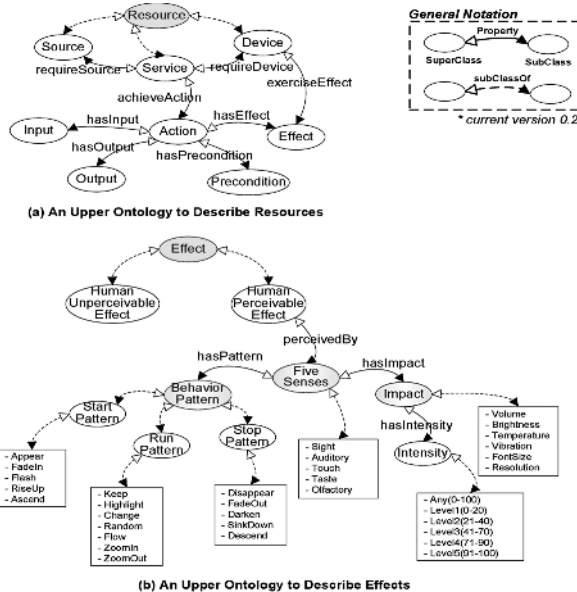 General Notation
Resource
Property
Source
Device
SuperClass
SubClass
requireSource
Service
requireDevice
subClassOf
exerciseEffect
achieveAction
* current version 0.2
Input
hasInput
Action
hasEffect
Effect
hasOutput
hasPrecondition
Output
Precondition
(a) An Upper Ontology to Describe Resources
Effect
Human
Unperceivable
Effect
Human
Perceivable
Effect
perceivedBy
hasPattern
hasImpact
Behavior
Pattern
Five
Senses
Impact
Start
Pattern
Run
Pattern
Stop
Pattern
hasIntensity
Intensity
- Volume
- Brightness
- Temperature
- Vibration
- FontSize
- Resolution
- Appear
- FadeIn
- Flash
- RiseUp
- Ascend
- Keep
- Highlight
- Change
- Random
- Flow
- ZoomIn
- ZoomOut
- Disappear
- FadeOut
- Darken
- SinkDown
- Descend
- Sight
- Auditory
- Touch
- Taste
- Olfactory
- Any(0-100)
- Level1(0-20)
- Level2(21-40)
- Level3(41-70)
- Level4(71-90)
- Level5(91-100)
(b) An Upper Ontology to Describe Effects